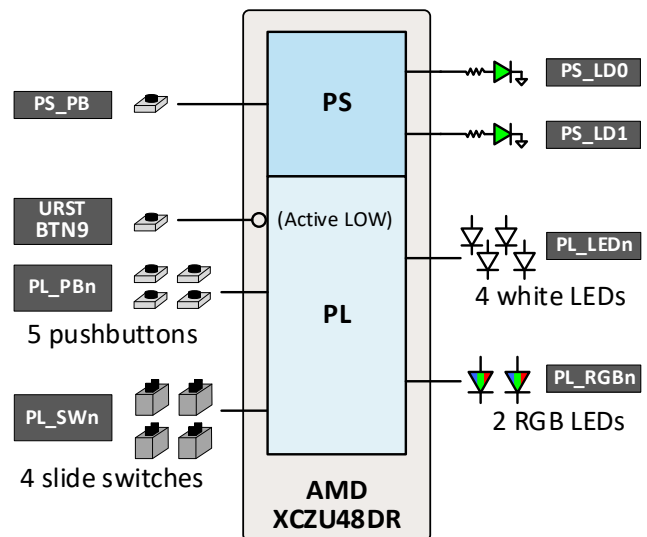 PS_PB
PS
PS_LD0
PS_LD1
URST
BTN9
(Active LOW)
PL_PBn
5 pushbuttons
PL
PL_LEDn
4 white LEDs
PL_SWn
4 slide switches
PL_RGBn
2 RGB LEDs
AMD
XCZU48DR